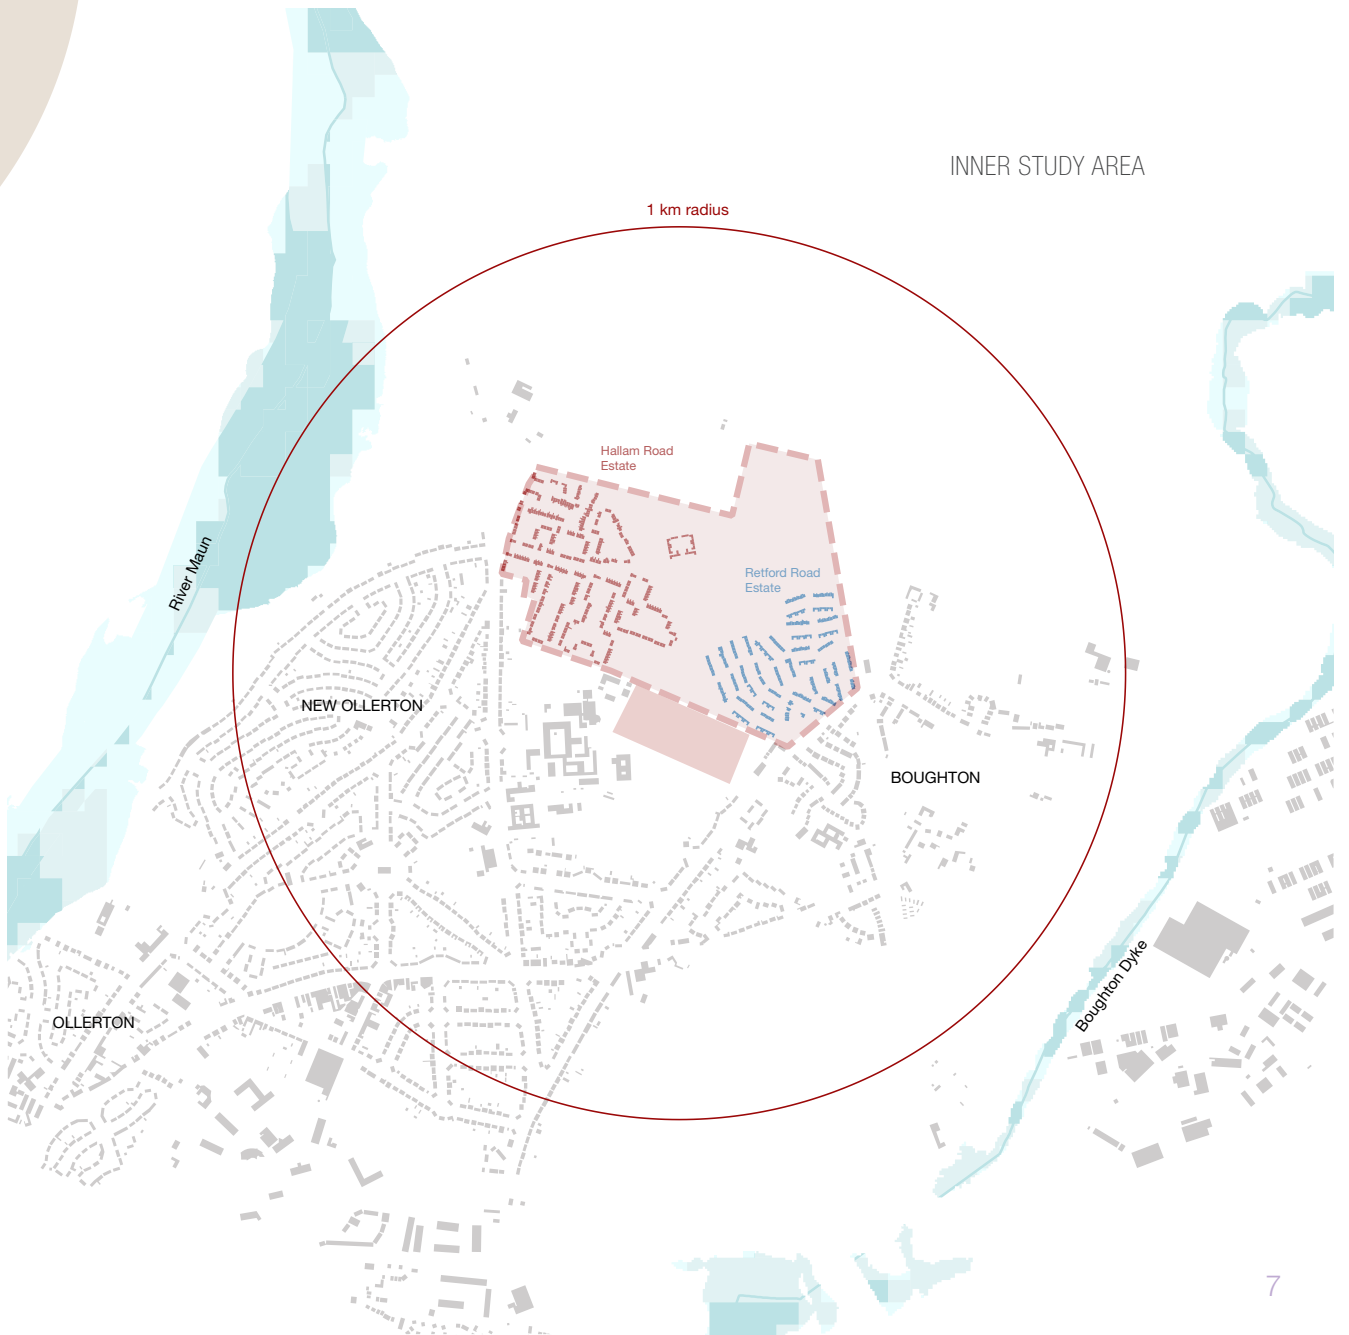 INNER STUDY AREA
1 km radius
Hallam Road
Estate
River Maun
Retford Road
Estate
NEW OLLERTON
BOUGHTON
Boughton Dyke
OLLERTON
7